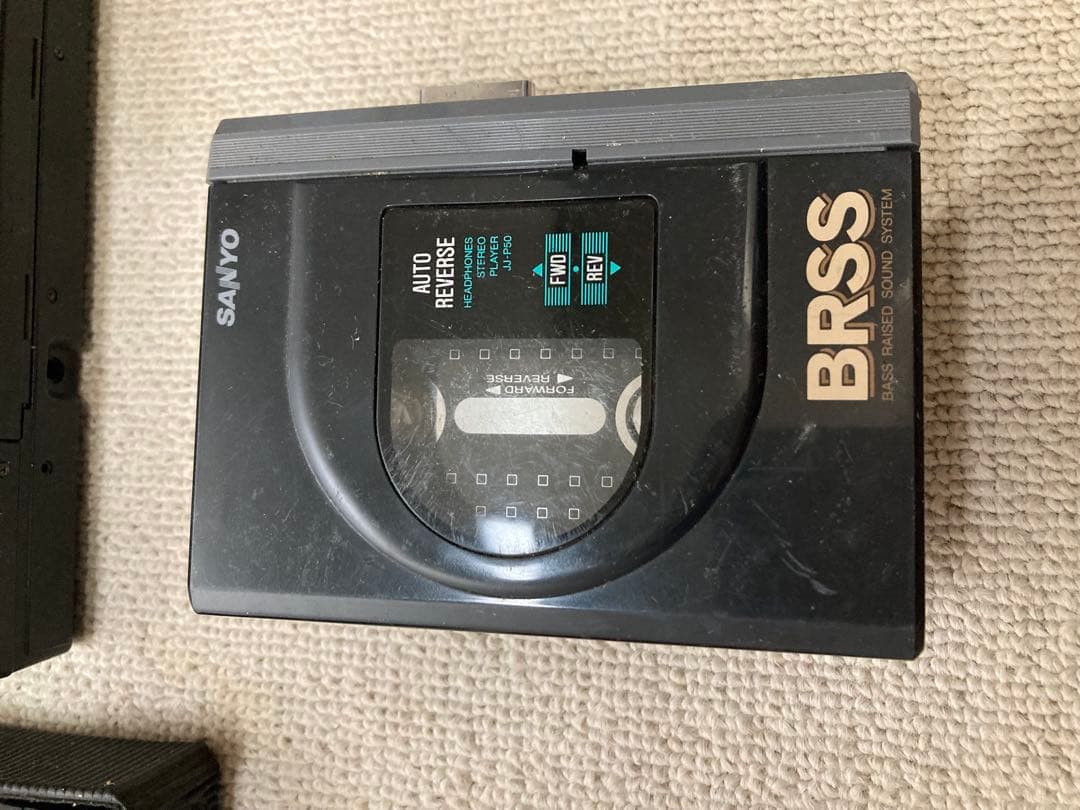 SANYO
AUTO
REVERSE
HEADPHONES
STEREO
PLAYER
JJ-P50
FWD
REV
FORWARD
REVERSE
BRSS
BASS RAISED SOUND SYSTEM